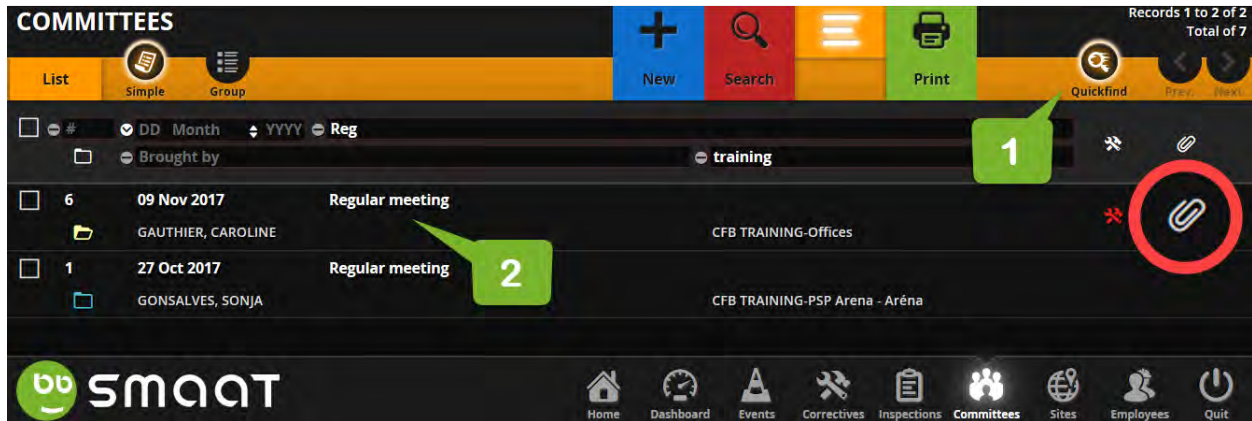 COMMITTEES
Records 1 to 2 of 2
Total of 7
List
Simple
Group
New
Search
Print
Quickfind
Prev.
Next
1
# DD Month YYYY Reg
Brought by training
6 09 Nov 2017 Regular meeting
GAUTHIER, CAROLINE CFB TRAINING-Offices
2
1 27 Oct 2017 Regular meeting
GONSALVES, SONJA CFB TRAINING-PSP Arena - Aréna
smaat
Home Dashboard Events Correctives Inspections Committees Sites Employees Quit